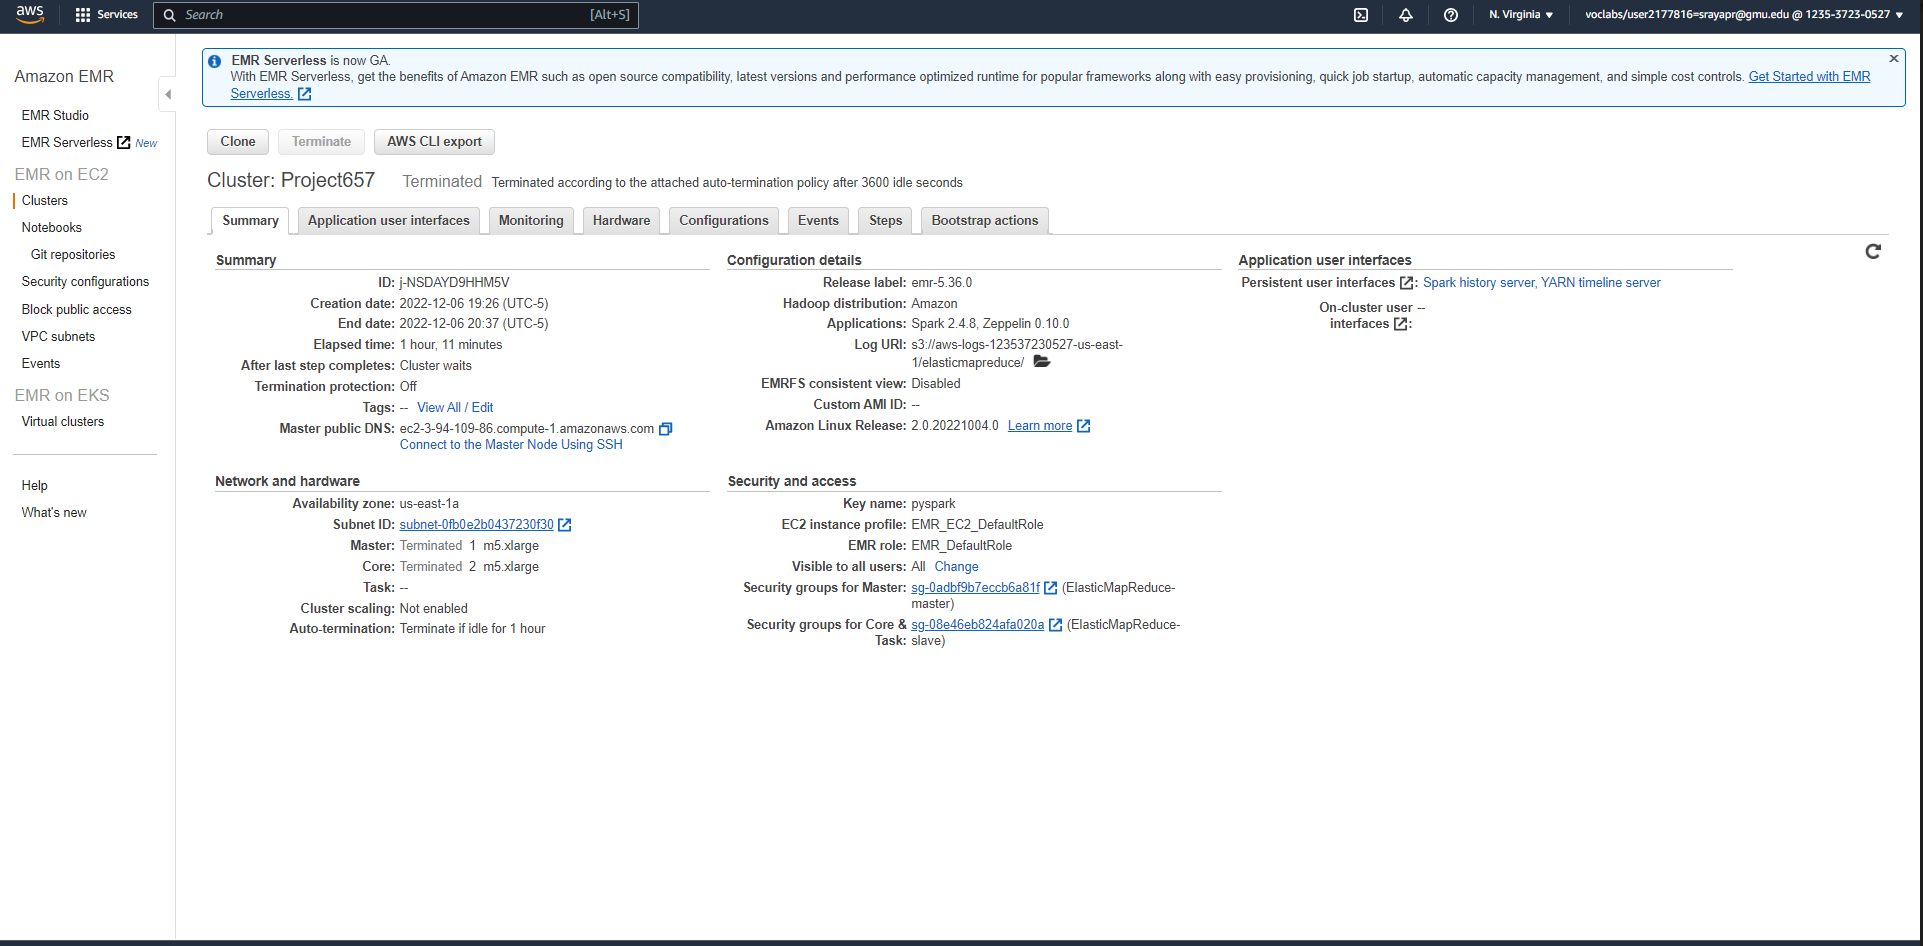 aws
Services
Search [Alt+S]
N. Virginia
voclabs/user2177816=srayapr@gmu.edu @ 1235-3723-0527
Amazon EMR
EMR Studio
EMR Serverless New
EMR on EC2
Clusters
Notebooks
Git repositories
Security configurations
Block public access
VPC subnets
Events
EMR on EKS
Virtual clusters
Help
What's new
EMR Serverless is now GA.
With EMR Serverless, get the benefits of Amazon EMR such as open source compatibility, latest versions and performance optimized runtime for popular frameworks along with easy provisioning, quick job startup, automatic capacity management, and simple cost controls. Get Started with EMR
Serverless.
Clone Terminate AWS CLI export
Cluster: Project657 Terminated Terminated according to the attached auto-termination policy after 3600 idle seconds
Summary Application user interfaces Monitoring Hardware Configurations Events Steps Bootstrap actions
Summary
ID: j-NSDAYD9HHM5V
Creation date: 2022-12-06 19:26 (UTC-5)
End date: 2022-12-06 20:37 (UTC-5)
Elapsed time: 1 hour, 11 minutes
After last step completes: Cluster waits
Termination protection: Off
Tags: -- View All / Edit
Master public DNS: ec2-3-94-109-86.compute-1.amazonaws.com
Connect to the Master Node Using SSH
Configuration details
Release label: emr-5.36.0
Hadoop distribution: Amazon
Applications: Spark 2.4.8, Zeppelin 0.10.0
Log URI: s3://aws-logs-123537230527-us-east-
1/elasticmapreduce/
EMRFS consistent view: Disabled
Custom AMI ID: --
Amazon Linux Release: 2.0.20221004.0 Learn more
Application user interfaces
Persistent user interfaces : Spark history server, YARN timeline server
On-cluster user --
interfaces :
Network and hardware
Availability zone: us-east-1a
Subnet ID: subnet-0fb0e2b0437230f30
Master: Terminated 1 m5.xlarge
Core: Terminated 2 m5.xlarge
Task: --
Cluster scaling: Not enabled
Auto-termination: Terminate if idle for 1 hour
Security and access
Key name: pyspark
EC2 instance profile: EMR_EC2_DefaultRole
EMR role: EMR_DefaultRole
Visible to all users: All Change
Security groups for Master: sg-0adbf9b7eccb6a81f (ElasticMapReduce-
master)
Security groups for Core & sg-08e46eb824afa020a (ElasticMapReduce-
Task: slave)